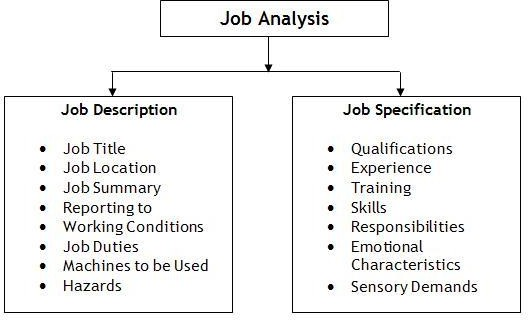 Job Analysis
Job Description
• Job Title
• Job Location
• Job Summary
• Reporting to
• Working Conditions
• Job Duties
• Machines to be Used
• Hazards
Job Specification
• Qualifications
• Experience
• Training
• Skills
• Responsibilities
• Emotional
Characteristics
• Sensory Demands